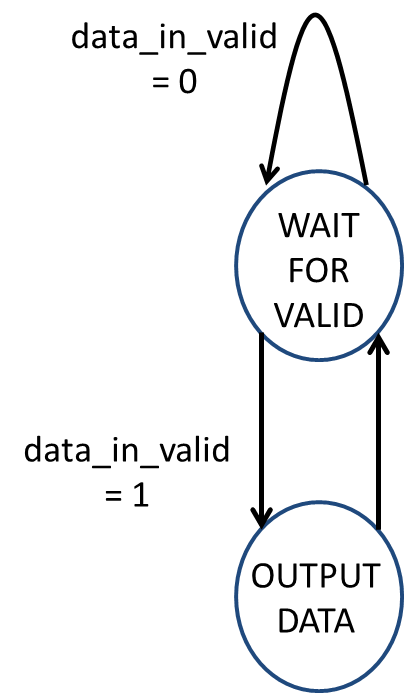 data_in_valid
= 0
WAIT
FOR
VALID
data_in_valid
= 1
OUTPUT
DATA